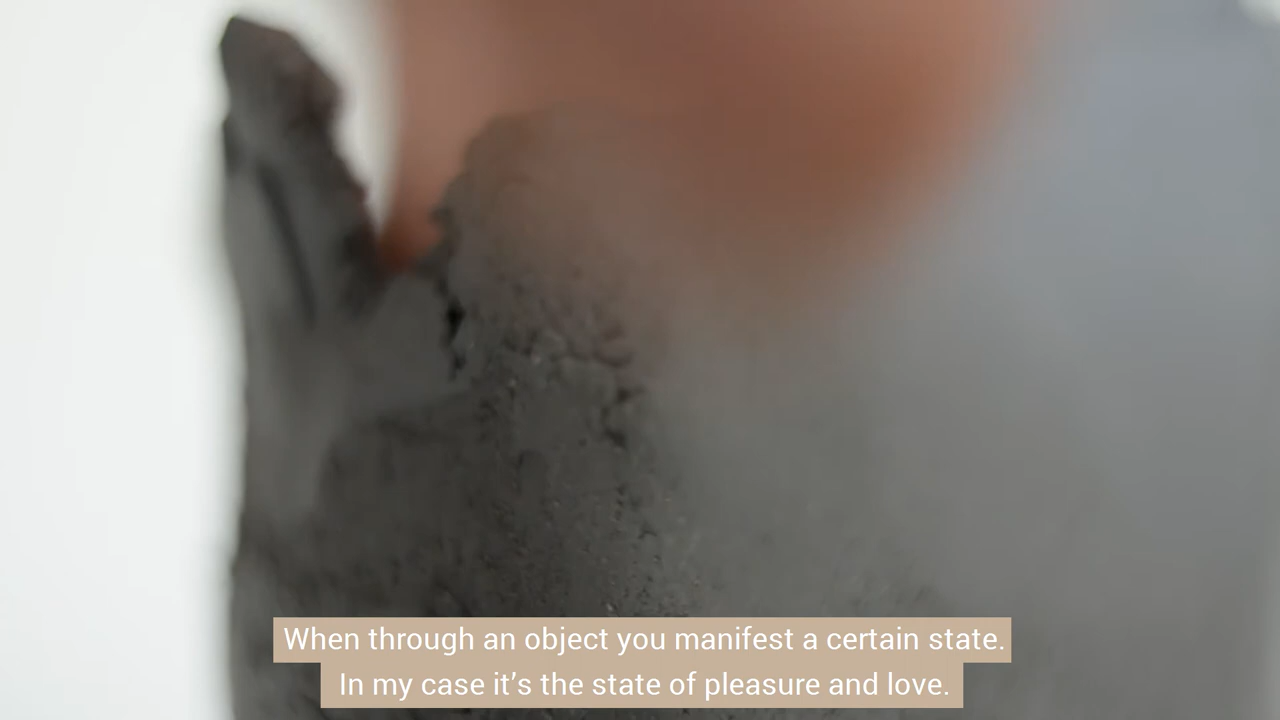 When through an object you manifest a certain state.
In my case it's the state of pleasure and love.